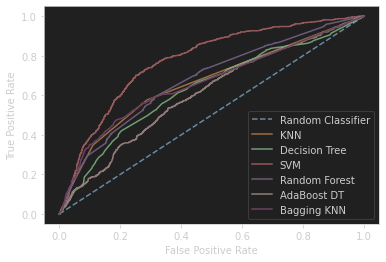 1.0
0.8
0.6
0.4
0.2
0.0
True Positive Rate
Random Classifier
KNN
Decision Tree
SVM
Random Forest
AdaBoost DT
Bagging KNN
0.0 0.2 0.4 0.6 0.8 1.0
False Positive Rate